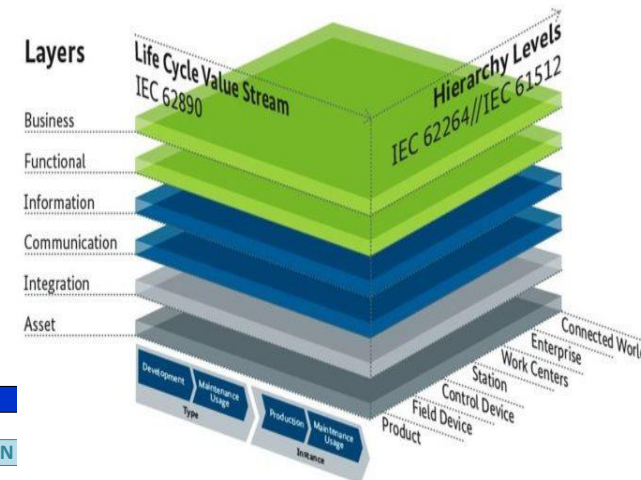 Layers
Life Cycle Value Stream
IEC 62890
Hierarchy Levels
IEC 62264//IEC 61512
Business
Functional
Information
Communication
Integration
Asset
Development
Maintenance
Usage
Type
Production
Maintenance
Usage
Instance
Connected World
Enterprise
Work Centers
Station
Control Device
Field Device
Product
N